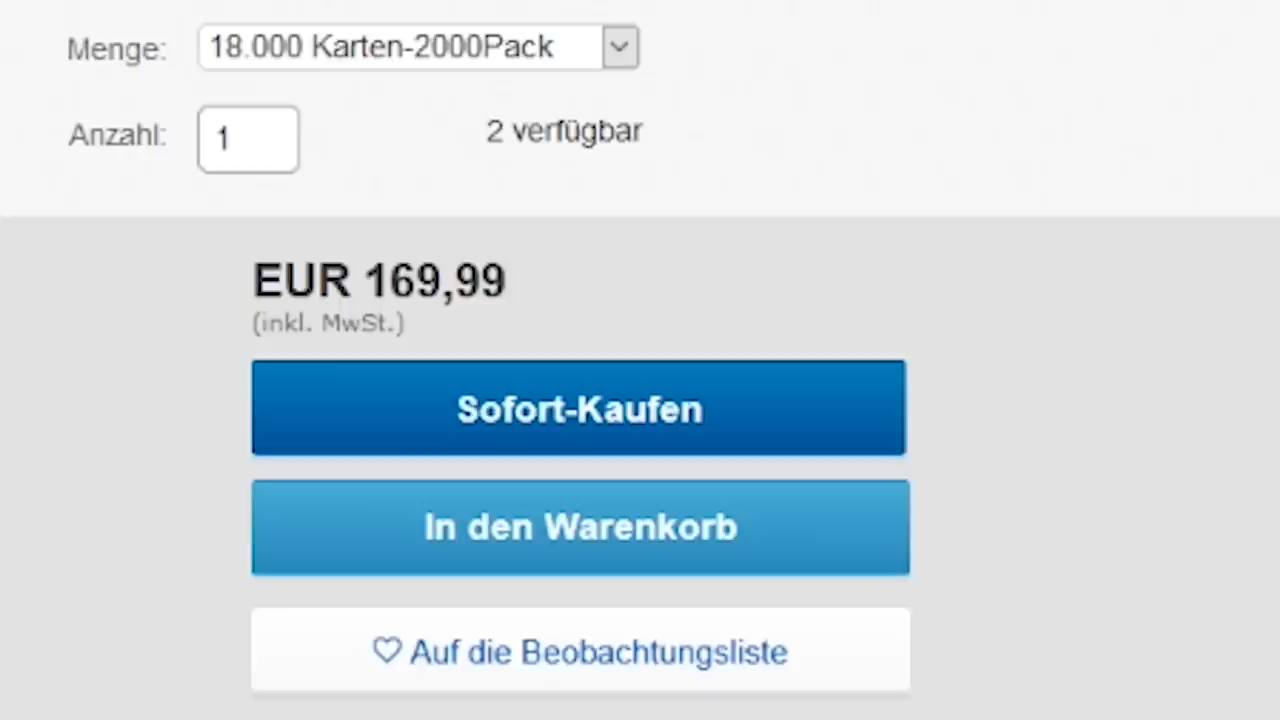 Menge: 18.000 Karten-2000Pack
Anzahl: 1 2 verfügbar
EUR 169,99
(inkl. MwSt.)
Sofort-Kaufen
In den Warenkorb
Auf die Beobachtungsliste